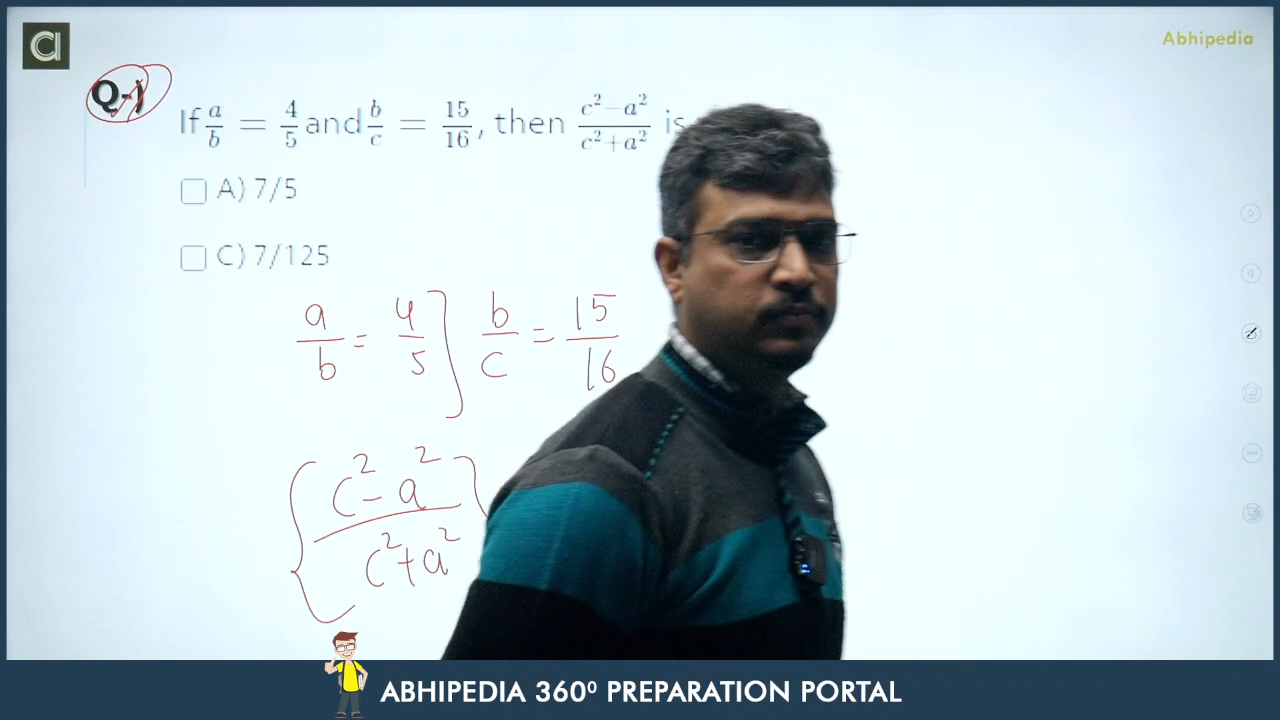 Abhipedia
Q-1
If a/b = 4/5 and b/c = 15/16, then c²−a²/c²+a² is
A) 7/5
C) 7/125
a/b = 4/5 ] b/c = 15/16
{ c²−a²/c²+a² }
ABHIPEDIA 360⁰ PREPARATION PORTAL